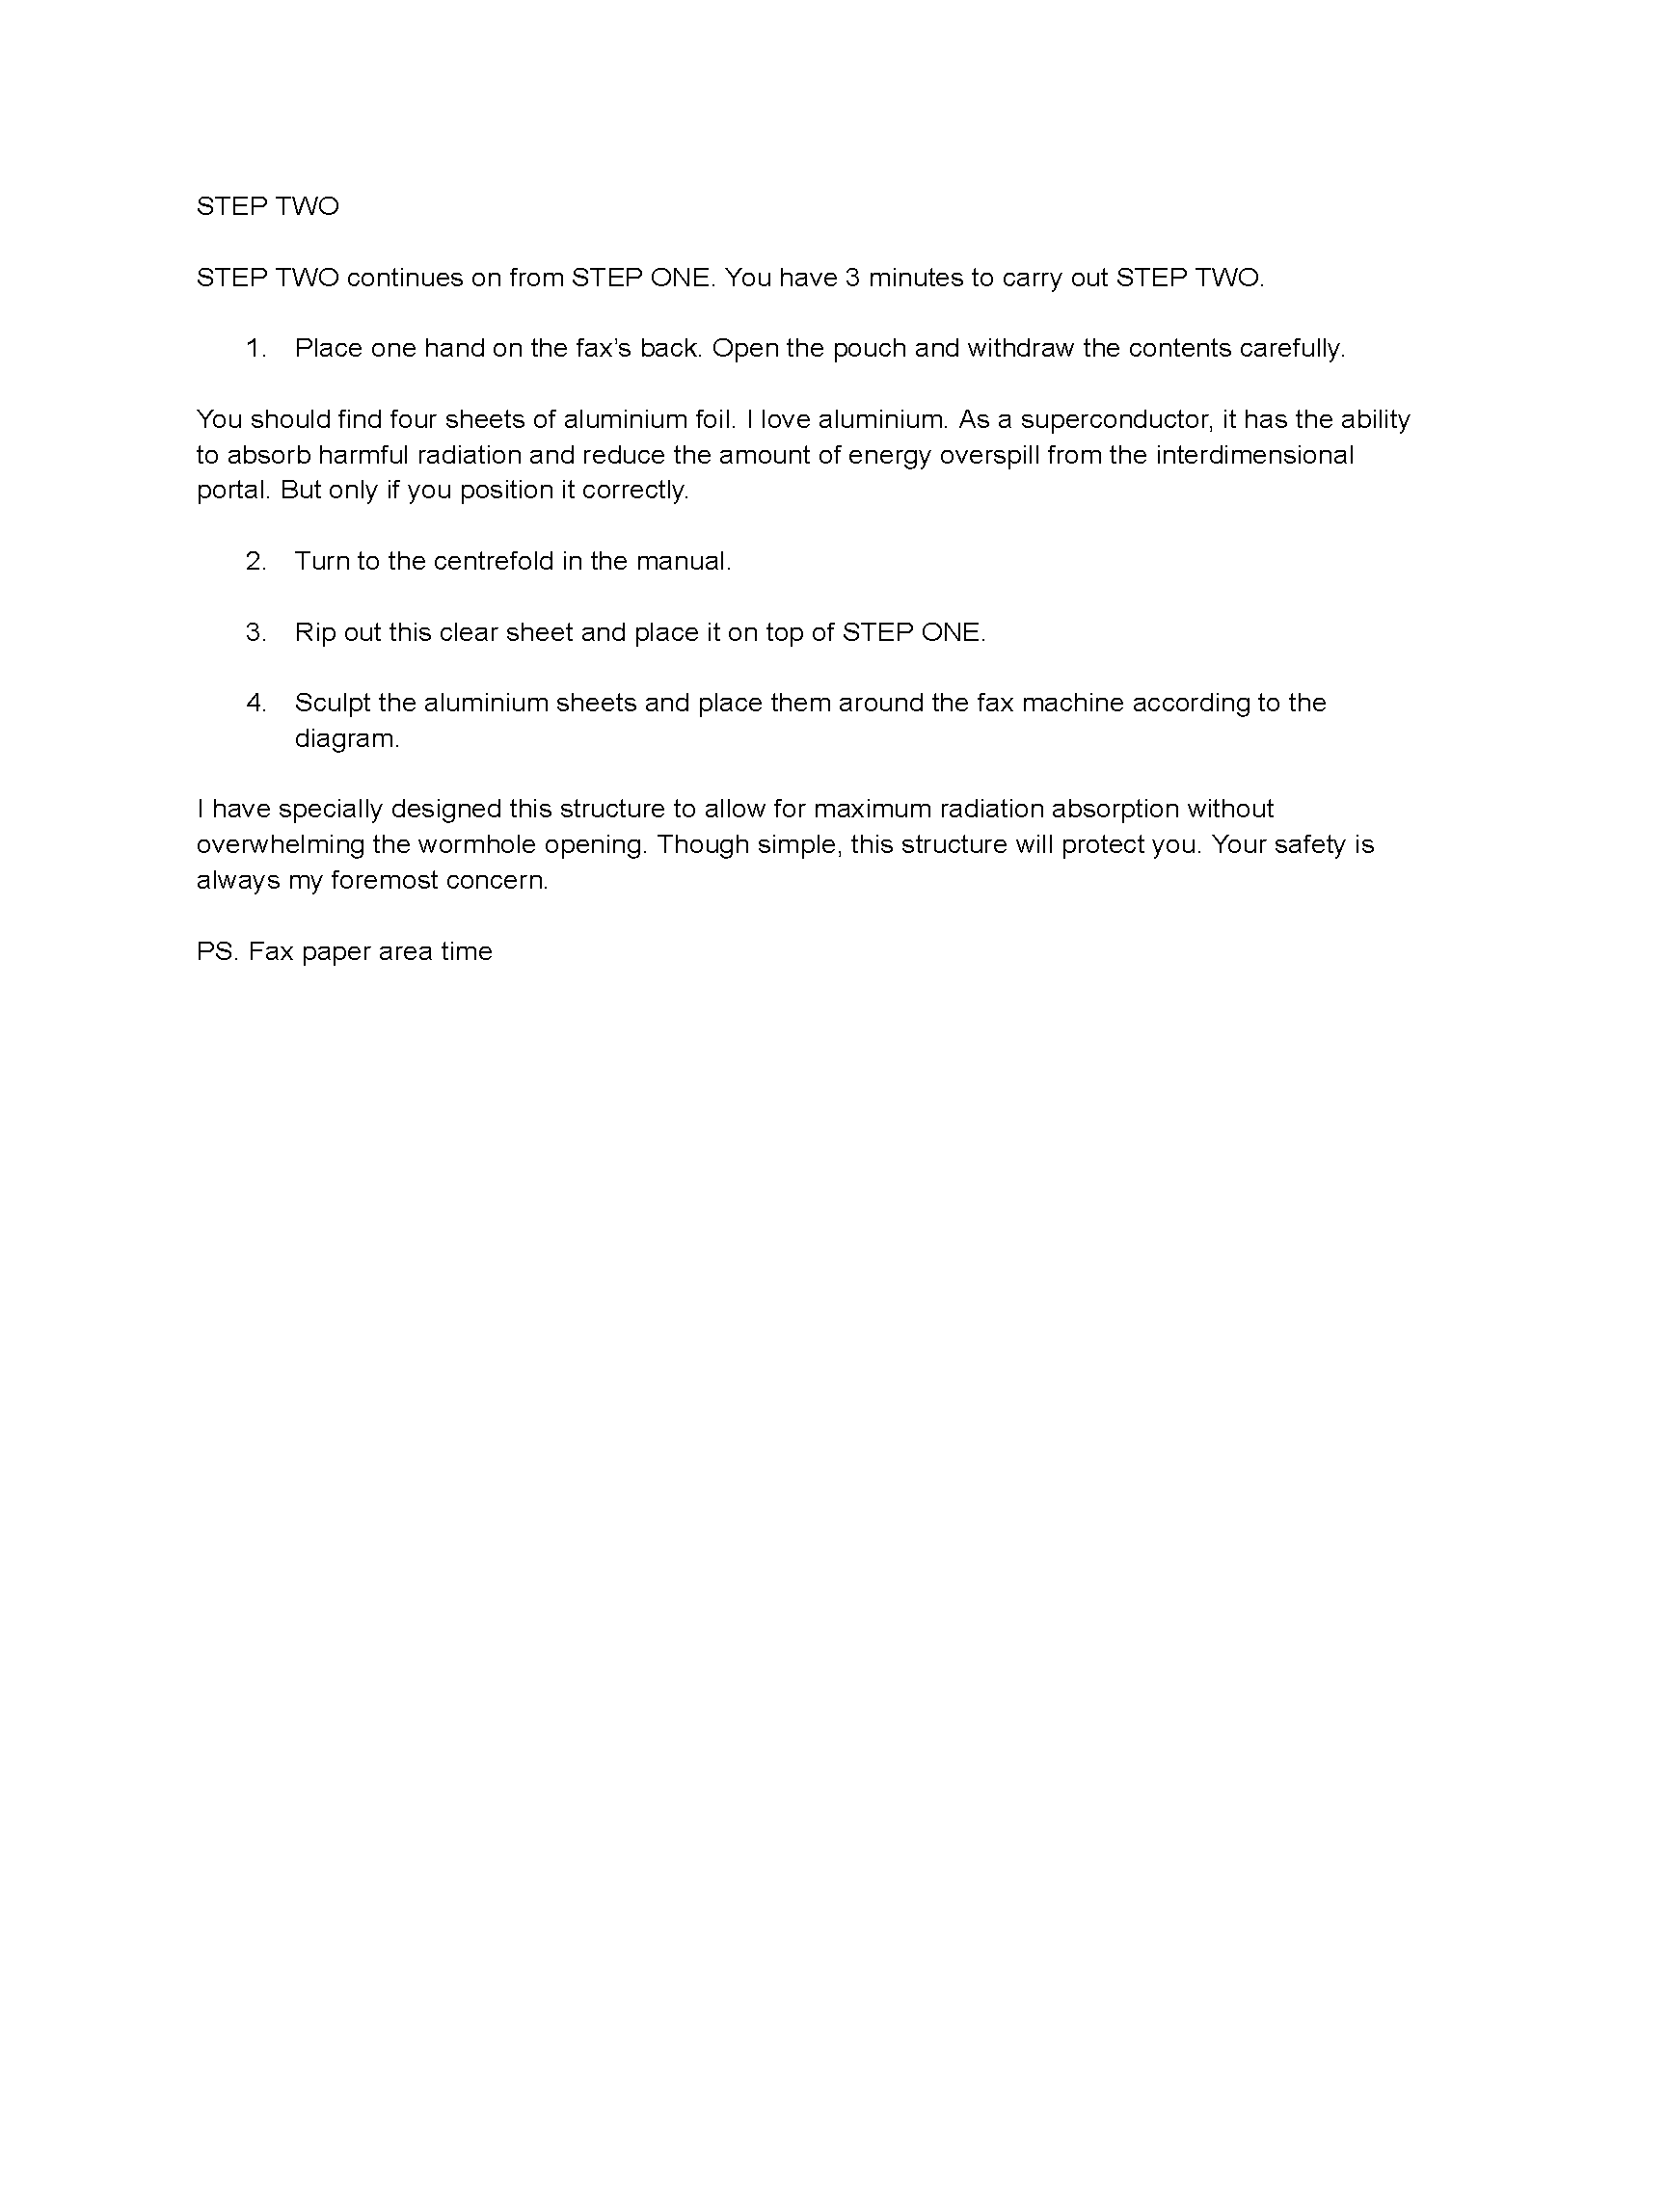 STEP TWO
STEP TWO continues on from STEP ONE. You have 3 minutes to carry out STEP TWO.
1. Place one hand on the fax’s back. Open the pouch and withdraw the contents carefully.
You should find four sheets of aluminium foil. I love aluminium. As a superconductor, it has the ability
to absorb harmful radiation and reduce the amount of energy overspill from the interdimensional
portal. But only if you position it correctly.
2. Turn to the centrefold in the manual.
3. Rip out this clear sheet and place it on top of STEP ONE.
4. Sculpt the aluminium sheets and place them around the fax machine according to the
diagram.
I have specially designed this structure to allow for maximum radiation absorption without
overwhelming the wormhole opening. Though simple, this structure will protect you. Your safety is
always my foremost concern.
PS. Fax paper area time